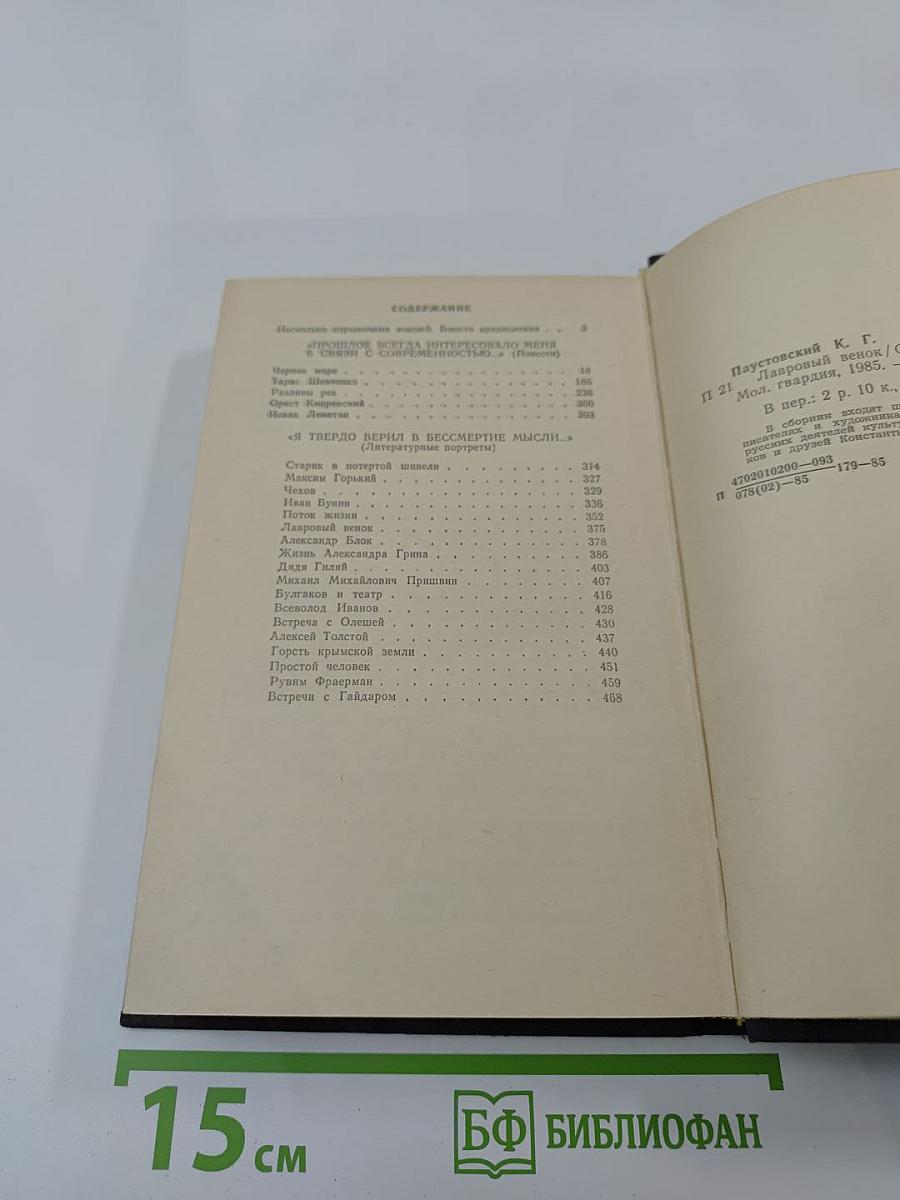 СОДЕРЖАНИЕ
Несколько отрывочных мыслей. Вместо предисловия . . 3
«ПРОШЛОЕ ВСЕГДА ИНТЕРЕСОВАЛО МЕНЯ
В СВЯЗИ С СОВРЕМЕННОСТЬЮ...» (Повести)
Черное море 16
Тарас Шевченко 186
Разливы рек 236
Орест Кипренский 260
Исаак Левитан 293
«Я ТВЕРДО ВЕРИЛ В БЕССМЕРТИЕ МЫСЛИ...»
(Литературные портреты)
Старик в потертой шинели 314
Максим Горький 327
Чехов 329
Иван Бунин 336
Поток жизни 352
Лавровый венок 375
Александр Блок 378
Жизнь Александра Грина 386
Дядя Гиляй 403
Михаил Михайлович Пришвин 407
Булгаков и театр 416
Всеволод Иванов 428
Встреча с Олешей 430
Алексей Толстой 437
Горсть крымской земли 440
Простой человек 451
Рувим Фраерман 459
Встречи с Гайдаром 468
Паустовский К. Г.
П 21 Лавровый венок/С
Мол. гвардия, 1985. —
В пер.: 2 р. 10 к.,
В сборник входят
писателях и художника
русских деятелей культу
ков и друзей Константи
П 4702010200—093
078(02)—85 179—85
15 см
БФ БИБЛИОФАН